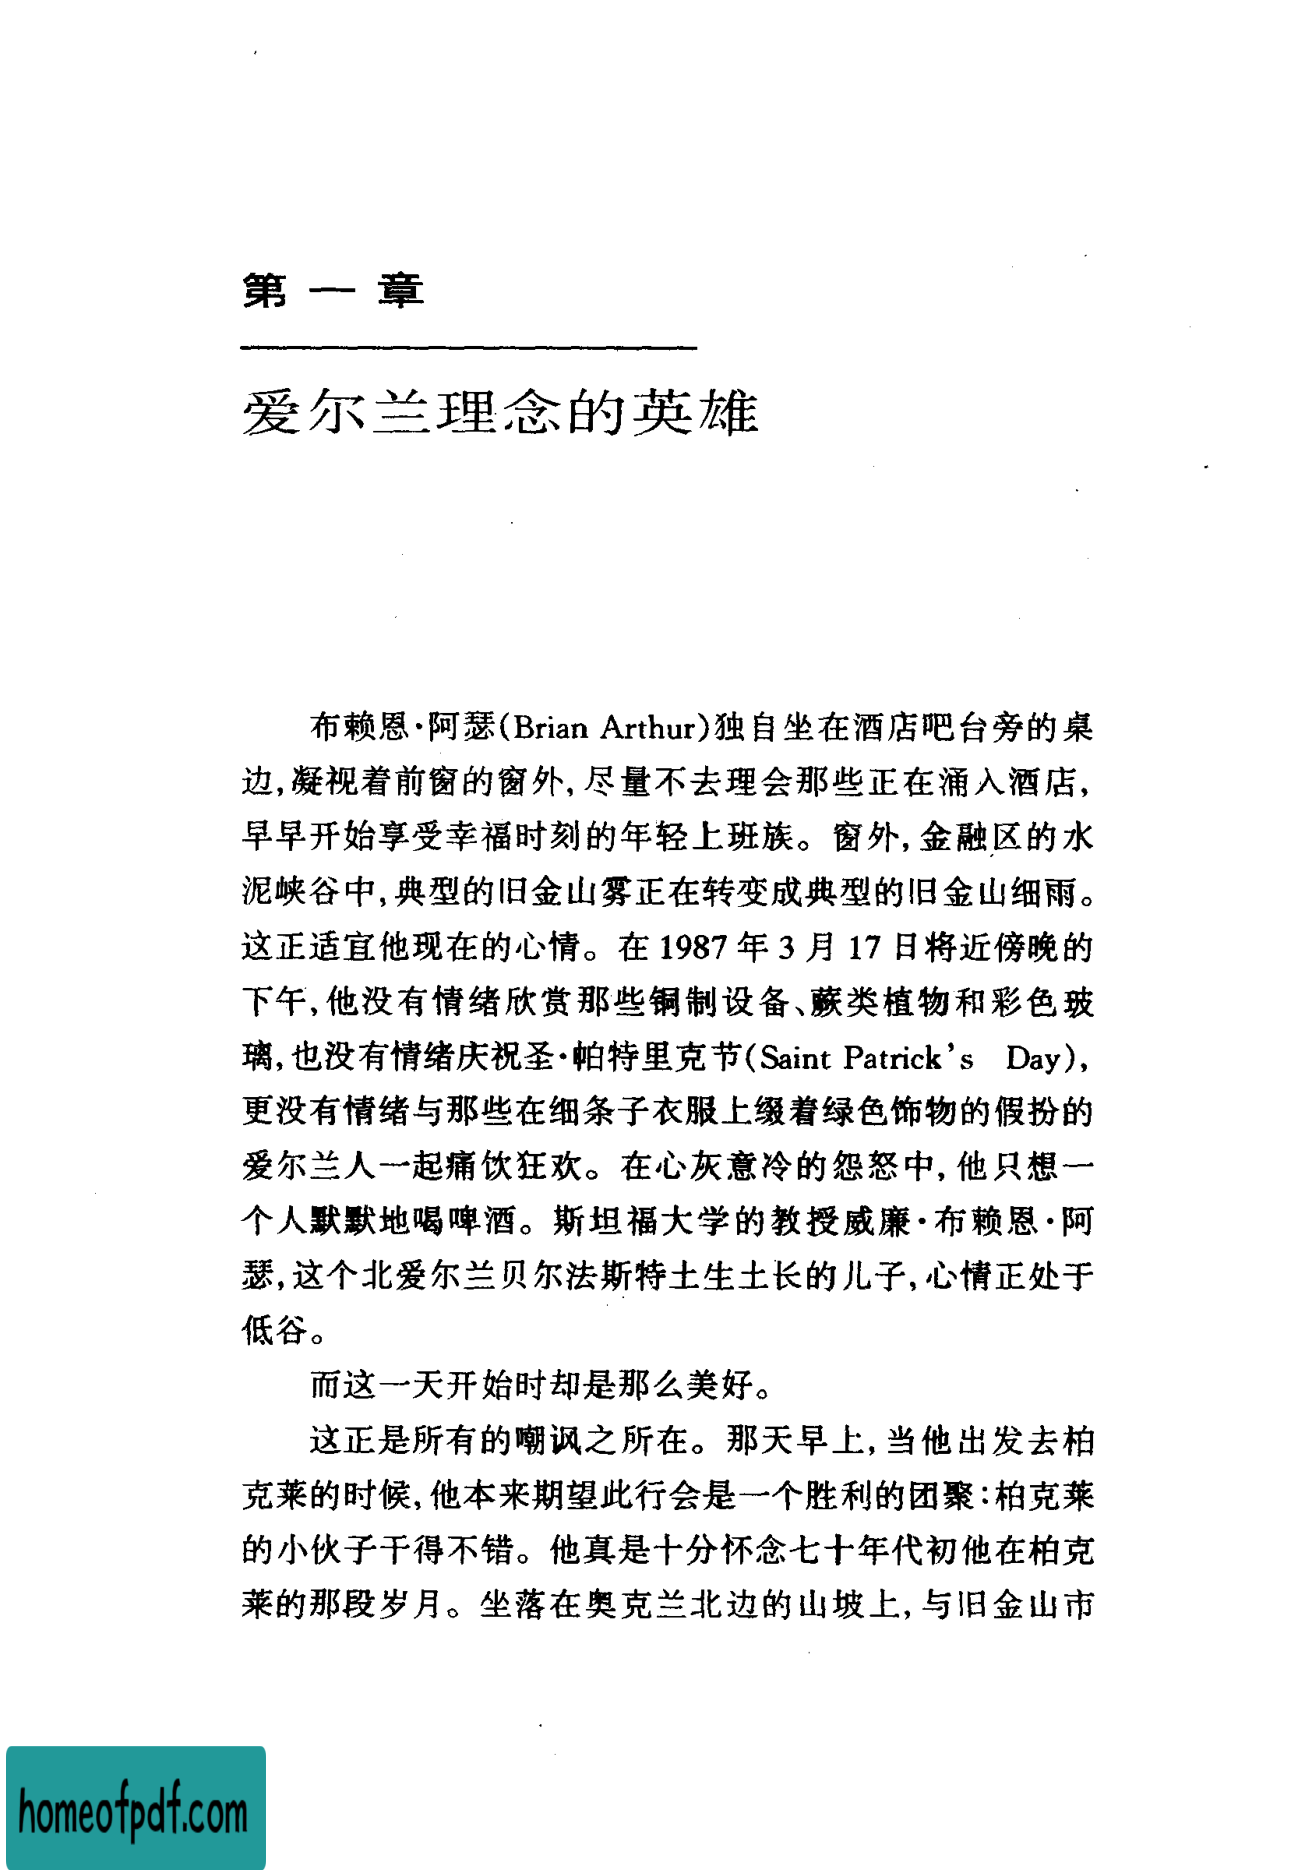 第一章
爱尔兰理念的英雄
布赖恩·阿瑟(Brian Arthur)独自坐在酒店吧台旁的桌
边,凝视着前窗的窗外,尽量不去理会那些正在涌入酒店,
早早开始享受幸福时刻的年轻上班族。窗外,金融区的水
泥峡谷中,典型的旧金山雾正在转变成典型的旧金山细雨。
这正适宜他现在的心情。在1987年3月17日将近傍晚的
下午,他没有情绪欣赏那些铜制设备、蕨类植物和彩色玻
璃,也没有情绪庆祝圣·帕特里克节(Saint Patrick's Day),
更没有情绪与那些在细条子衣服上缀着绿色饰物的假扮的
爱尔兰人一起痛饮狂欢。在心灰意冷的怨怒中,他只想一
个人默默地喝啤酒。斯坦福大学的教授威廉·布赖恩·阿
瑟,这个北爱尔兰贝尔法斯特土生土长的儿子,心情正处于
低谷。
而这一天开始时却是那么美好。
这正是所有的嘲讽之所在。那天早上,当他出发去柏
克莱的时候,他本来期望此行会是一个胜利的团聚:柏克莱
的小伙子干得不错。他真是十分怀念七十年代初他在柏克
莱的那段岁月。坐落在奥克兰北边的山坡上,与旧金山市
homeofpdf.com